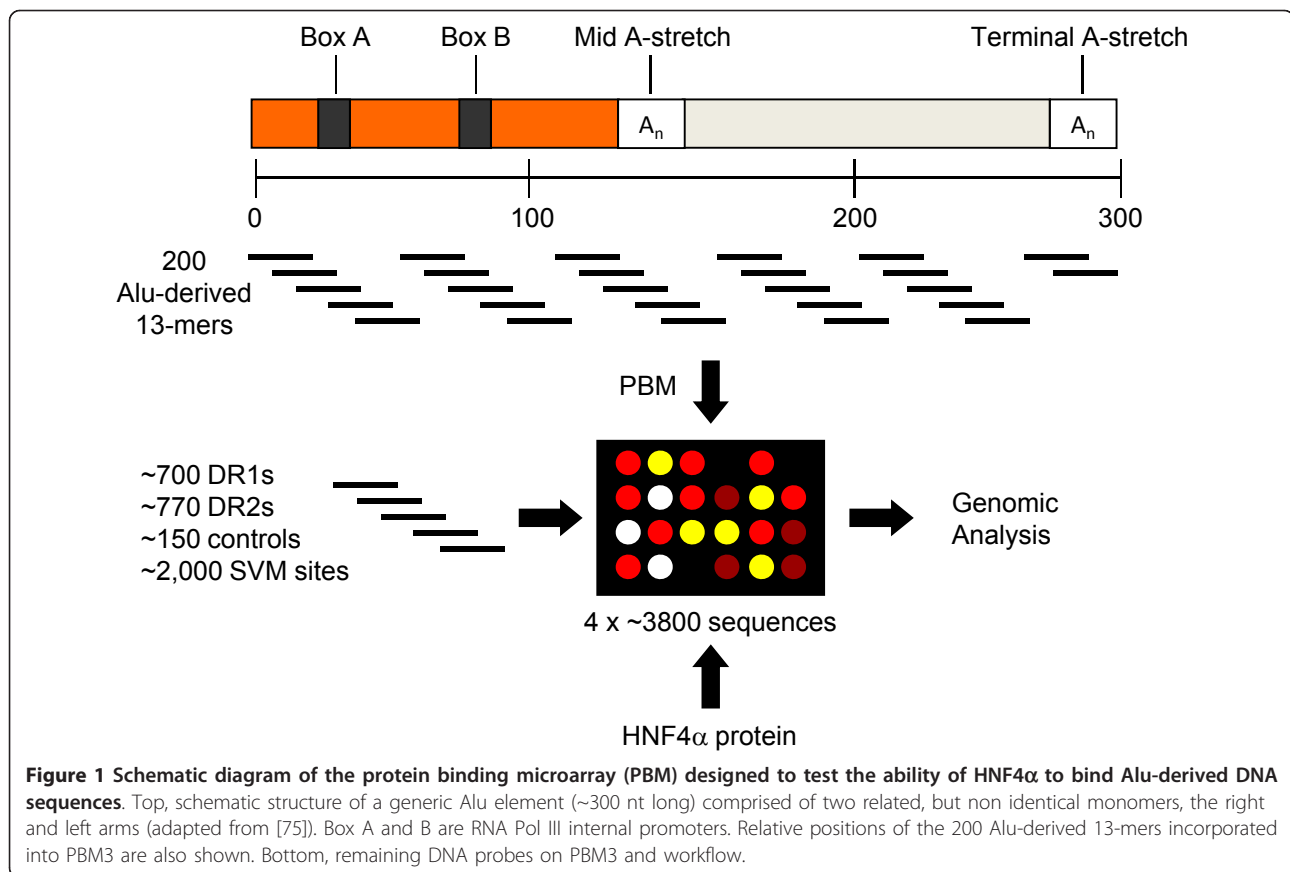 Box A
Box B
Mid A-stretch
Terminal A-stretch
An
An
0
100
200
300
200
Alu-derived
13-mers
PBM
~700 DR1s
~770 DR2s
~150 controls
~2,000 SVM sites
Genomic
Analysis
4 x ~3800 sequences
HNF4α protein
Figure 1 Schematic diagram of the protein binding microarray (PBM) designed to test the ability of HNF4α to bind Alu-derived DNA
sequences. Top, schematic structure of a generic Alu element (~300 nt long) comprised of two related, but non identical monomers, the right
and left arms (adapted from [75]). Box A and B are RNA Pol III internal promoters. Relative positions of the 200 Alu-derived 13-mers incorporated
into PBM3 are also shown. Bottom, remaining DNA probes on PBM3 and workflow.